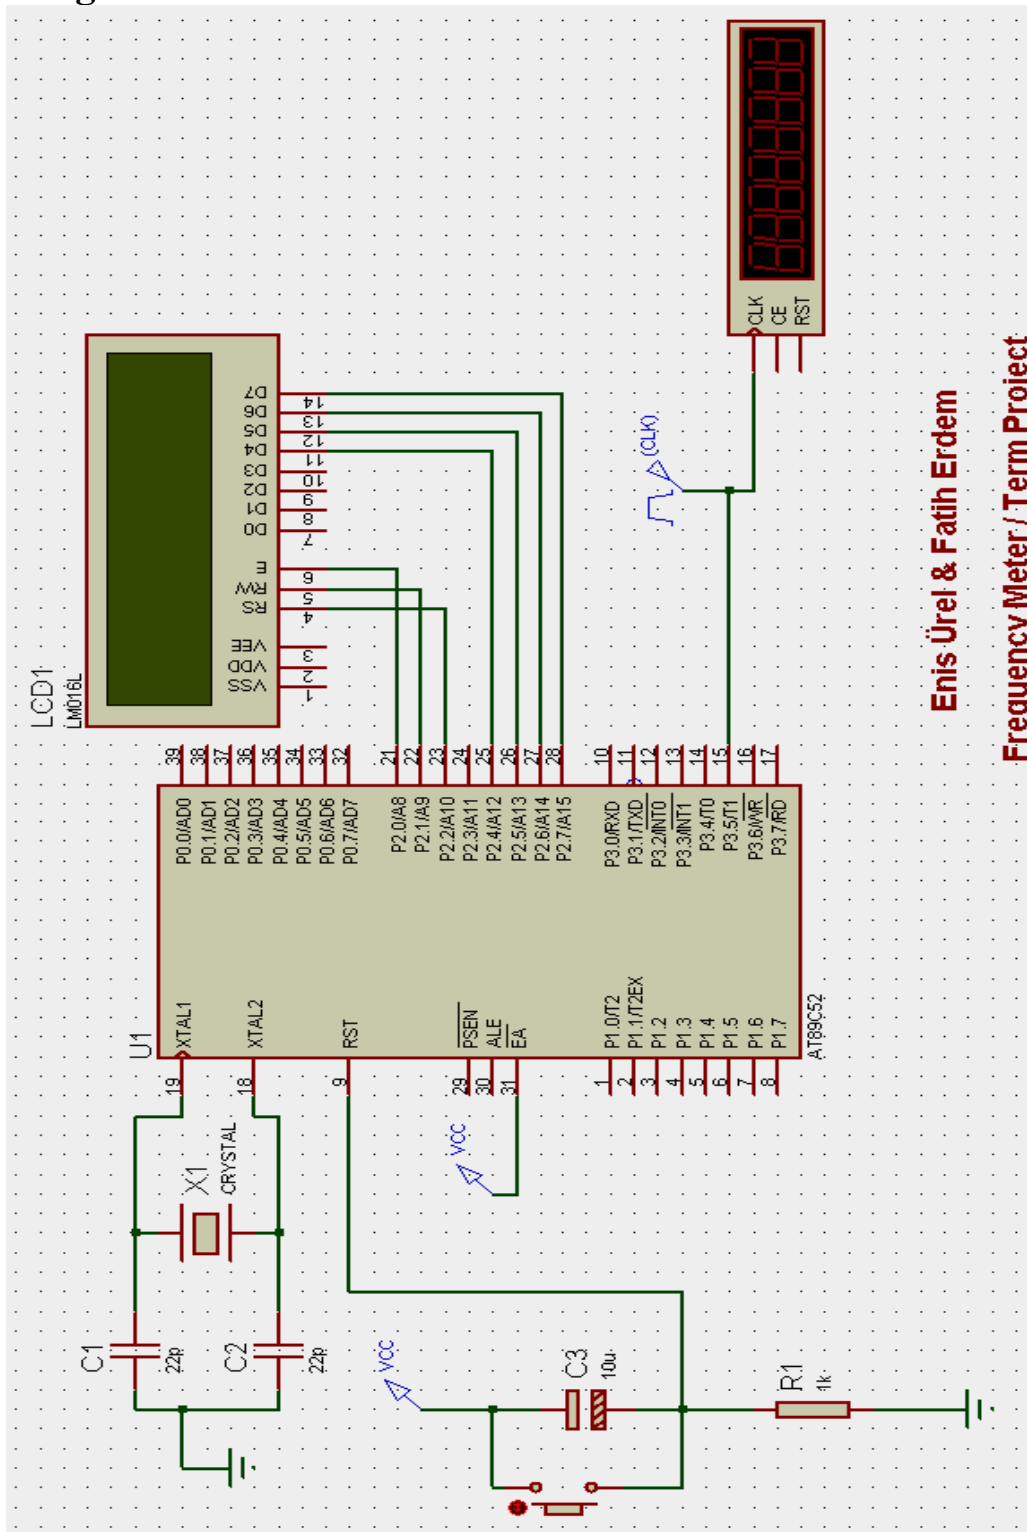 LCD1
LM016L
VSS
VDD
VEE
RS
RW
E
D0
D1
D2
D3
D4
D5
D6
D7
1
2
3
4
5
6
7
8
9
10
11
12
13
14
CLK
CE
RST
(CLK)
U1
AT89C52
XTAL1
XTAL2
RST
PSEN
ALE
EA
P1.0/T2
P1.1/T2EX
P1.2
P1.3
P1.4
P1.5
P1.6
P1.7
19
18
9
29
30
31
1
2
3
4
5
6
7
8
P0.0/AD0
P0.1/AD1
P0.2/AD2
P0.3/AD3
P0.4/AD4
P0.5/AD5
P0.6/AD6
P0.7/AD7
P2.0/A8
P2.1/A9
P2.2/A10
P2.3/A11
P2.4/A12
P2.5/A13
P2.6/A14
P2.7/A15
P3.0/RXD
P3.1/TXD
P3.2/INT0
P3.3/INT1
P3.4/T0
P3.5/T1
P3.6/WR
P3.7/RD
39
38
37
36
35
34
33
32
21
22
23
24
25
26
27
28
10
11
12
13
14
15
16
17
X1
CRYSTAL
C1
22p
C2
22p
VCC
VCC
C3
10u
R1
1k
Enis Ürel & Fatih Erdem
Frequency Meter / Term Project